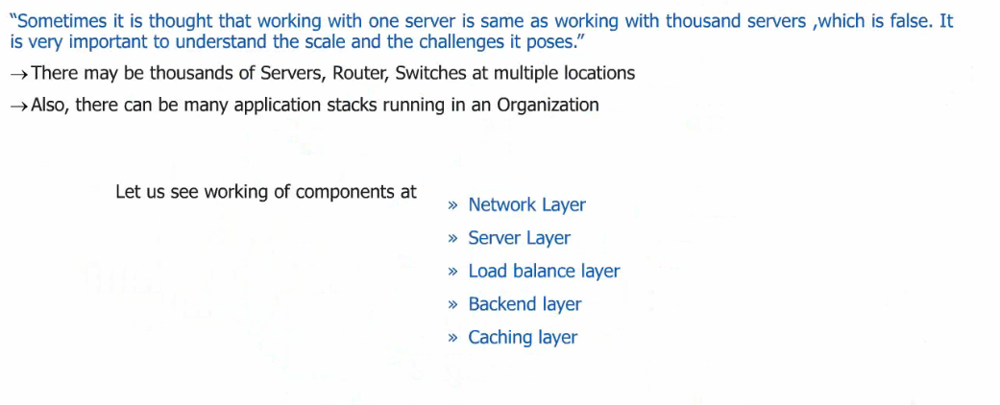 “Sometimes it is thought that working with one server is same as working with thousand servers ,which is false. It
is very important to understand the scale and the challenges it poses.”
→There may be thousands of Servers, Router, Switches at multiple locations
→Also, there can be many application stacks running in an Organization
Let us see working of components at
» Network Layer
» Server Layer
» Load balance layer
» Backend layer
» Caching layer